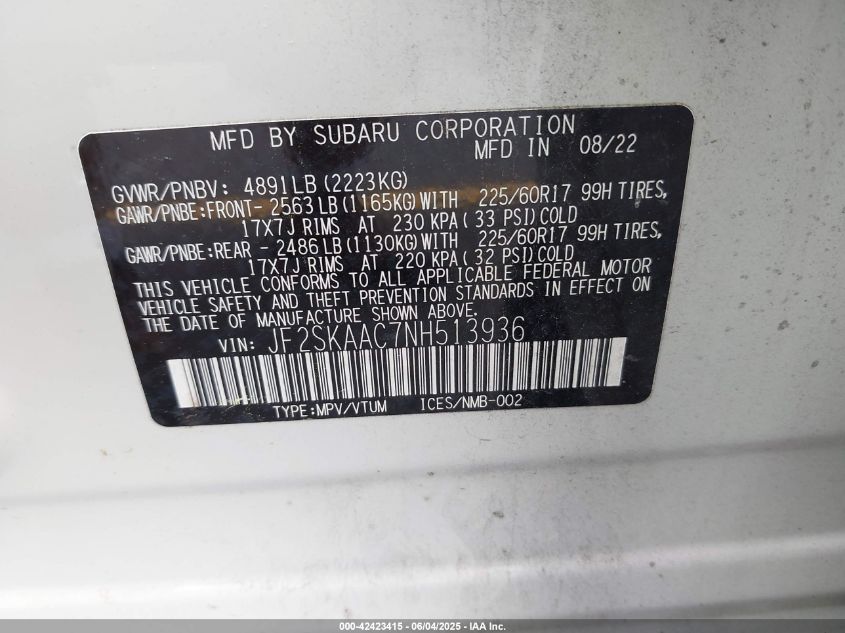 MFD BY SUBARU CORPORATION
MFD IN 08/22
GVWR/PNBV: 4891LB (2223KG)
GAWR/PNBE:FRONT- 2563 LB (1165KG)WITH 225/60R17 99H TIRES,
17X7J RIMS AT 230 KPA (33 PSI)COLD
GAWR/PNBE:REAR - 2486 LB (1130KG) WITH 225/60R17 99H TIRES,
17X7J RIMS AT 220 KPA (32 PSI)COLD
THIS VEHICLE CONFORMS TO ALL APPLICABLE FEDERAL MOTOR
VEHICLE SAFETY AND THEFT PREVENTION STANDARDS IN EFFECT ON
THE DATE OF MANUFACTURE SHOWN ABOVE.
VIN: JF2SKAAC7NH513936
TYPE:MPV/VTUM ICES/NMB-002
000-42423415 - 06/04/2025 - IAA Inc.